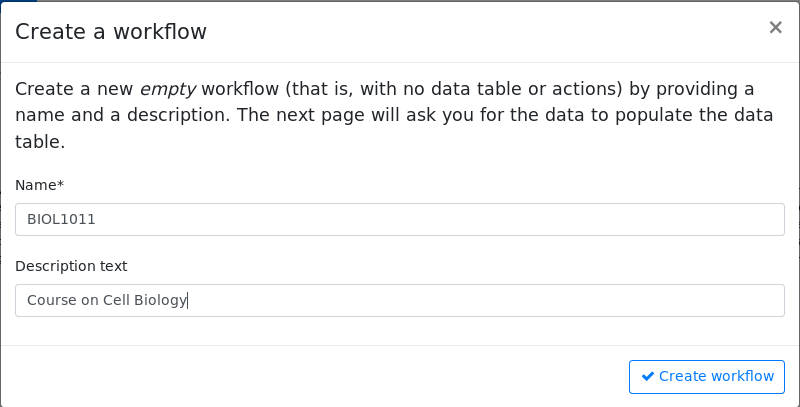 Create a workflow
×
Create a new empty workflow (that is, with no data table or actions) by providing a
name and a description. The next page will ask you for the data to populate the data
table.
Name*
BIOL1011
Description text
Course on Cell Biology
Create workflow